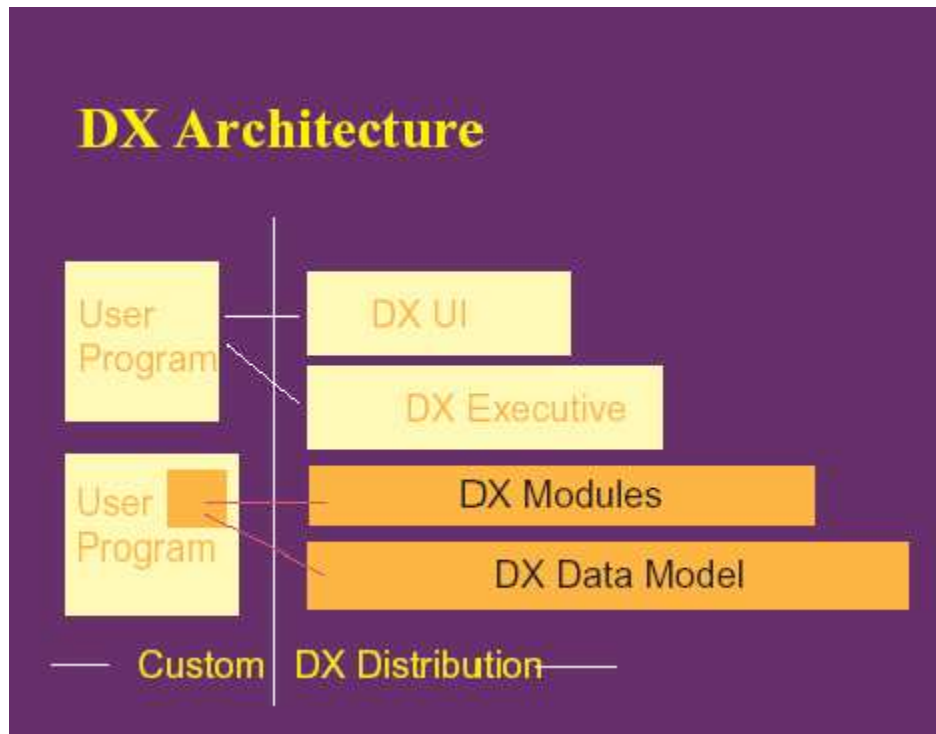 DX Architecture
User
Program
DX UI
DX Executive
User
Program
DX Modules
DX Data Model
Custom
DX Distribution